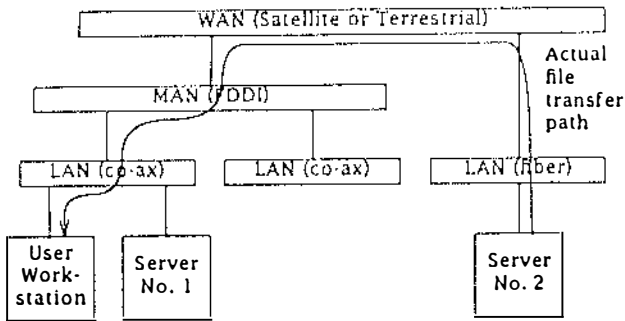 WAN (Satellite or Terrestrial)
Actual
file
transfer
path
MAN (FDDI)
LAN (co-ax)
LAN (co-ax)
LAN (fiber)
User
Work-
station
Server
No. 1
Server
No. 2